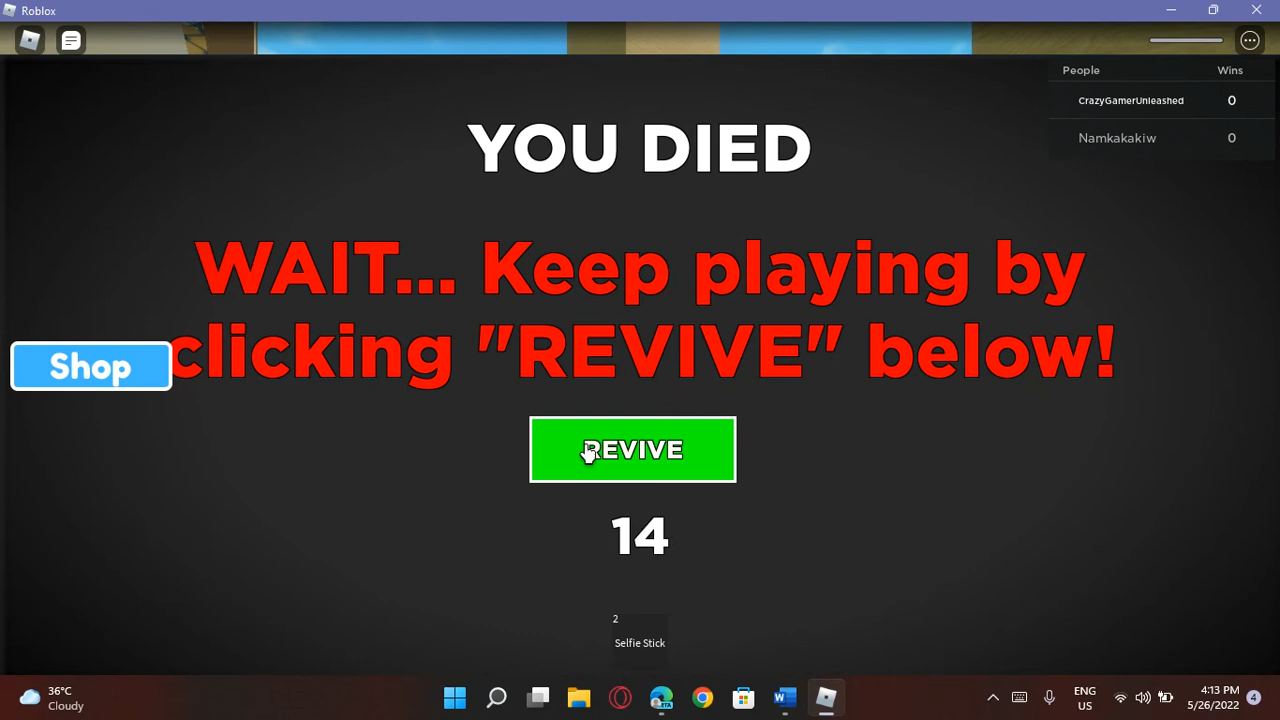 Roblox
People Wins
CrazyGamerUnleashed 0
Namkakakiw 0
YOU DIED
WAIT... Keep playing by
clicking "REVIVE" below!
Shop
REVIVE
14
2
Selfie Stick
36°C
Cloudy
ENG
US
4:13 PM
5/26/2022
4